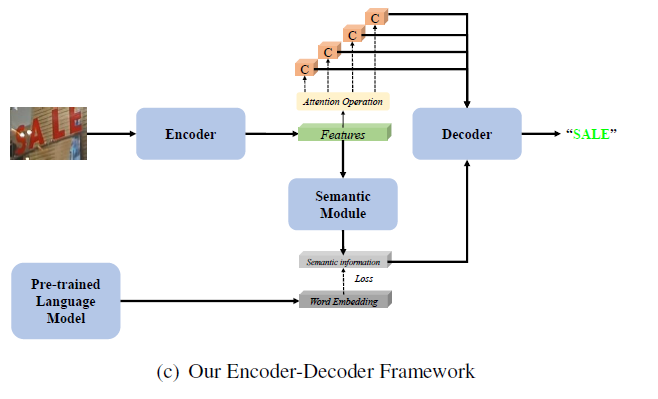 C
C
C
C
Attention Operation
SALE
Encoder
Features
Decoder
“SALE”
Semantic
Module
Semantic information
Loss
Pre-trained
Language
Model
Word Embedding
(c) Our Encoder-Decoder Framework